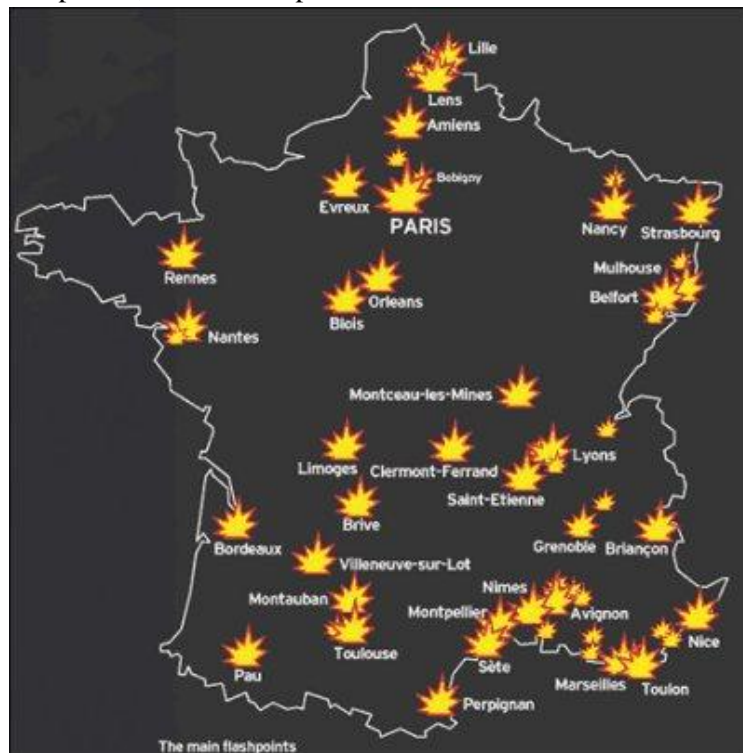 Lille
Lens
Amiens
Bobigny
Evreux
PARIS
Nancy
Strasbourg
Rennes
Mulhouse
Orleans
Belfort
Blois
Nantes
Montceau-les-Mines
Limoges
Clermont-Ferrand
Lyons
Saint-Etienne
Brive
Bordeaux
Grenoble
Briançon
Villeneuve-sur-Lot
Nimes
Montauban
Montpellier
Avignon
Toulouse
Nice
Pau
Sète
Marseilles
Toulon
Perpignan
The main flashpoints